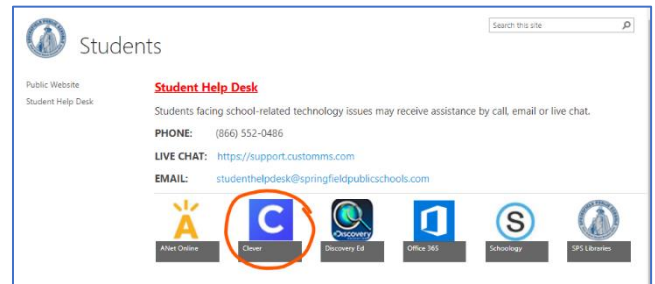 Search this site
Students
Public Website
Student Help Desk
Student Help Desk
Students facing school-related technology issues may receive assistance by call, email or live chat.
PHONE: (866) 552-0486
LIVE CHAT: https://support.customms.com
EMAIL: studenthelpdesk@springfieldpublicschools.com
A C Discovery S
ANet Online Clever Discovery Ed Office 365 Schoology SPS Libraries